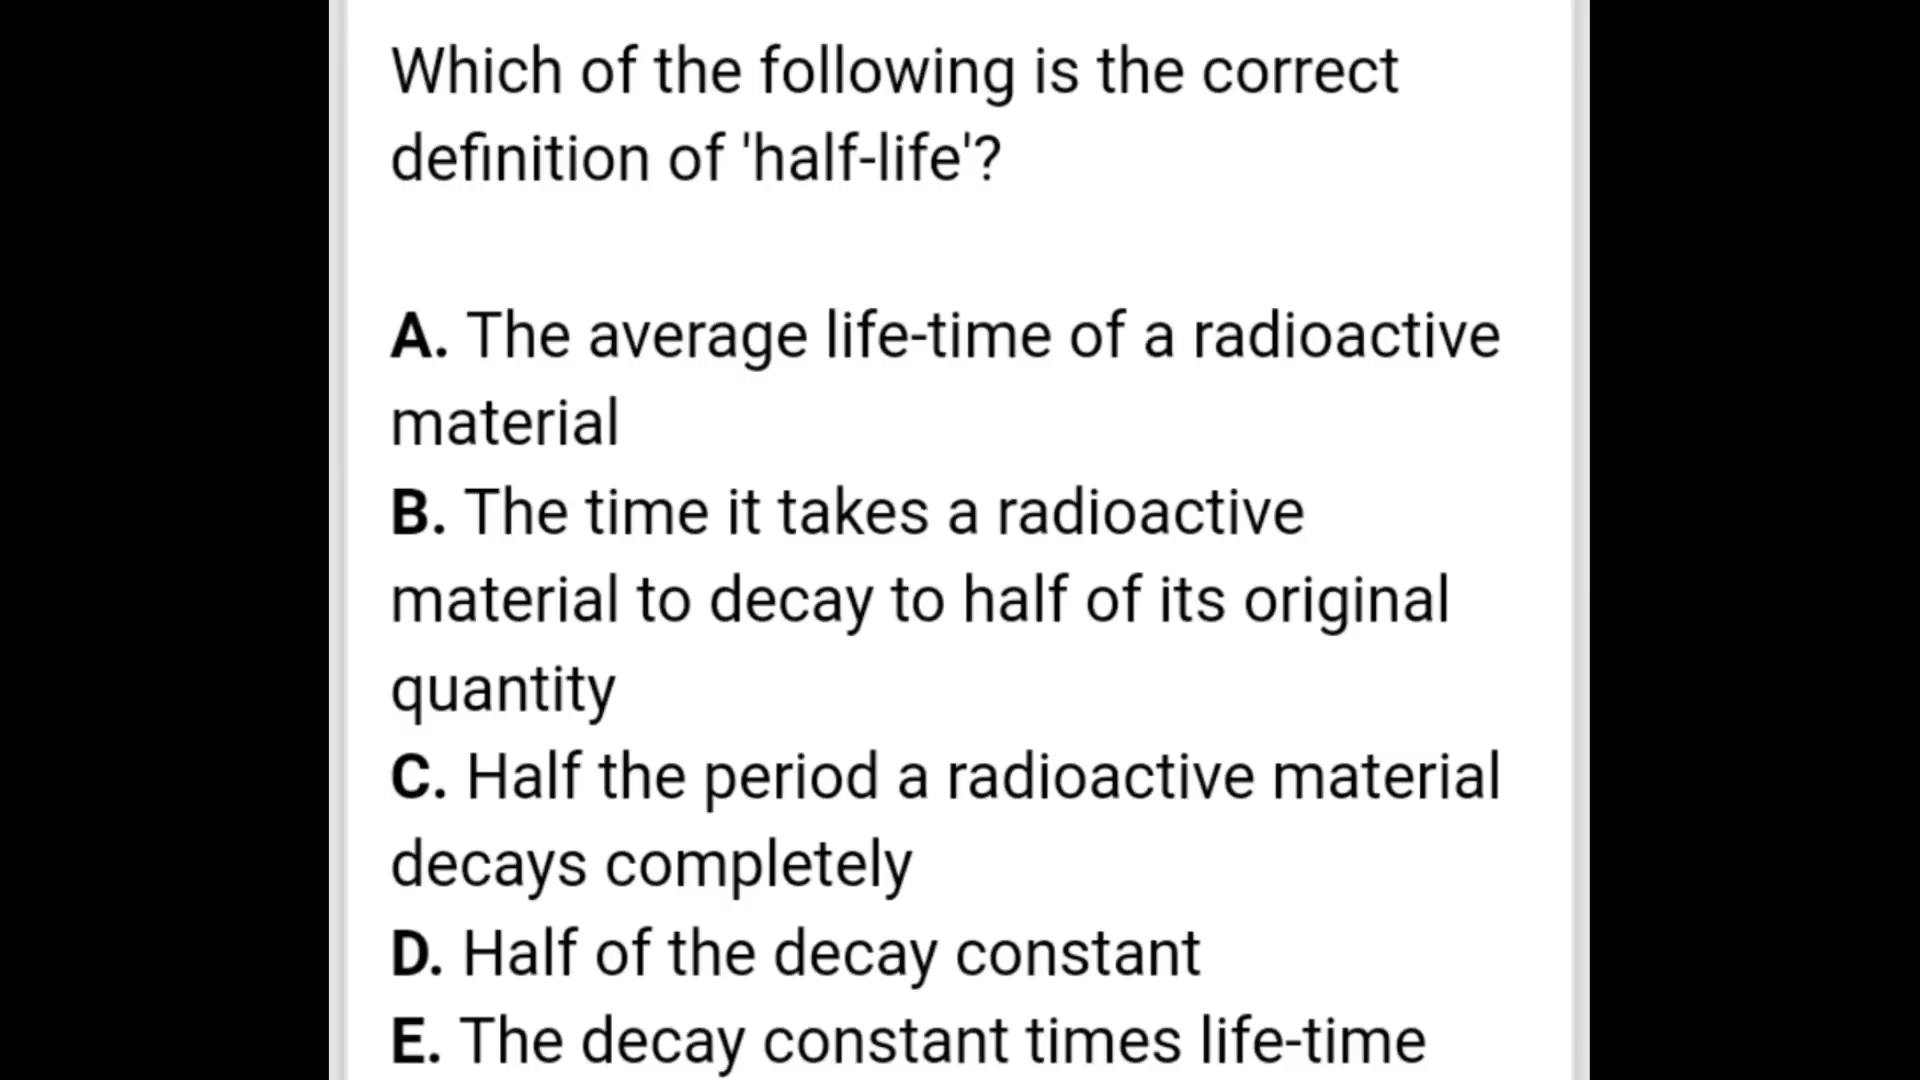 Which of the following is the correct
definition of 'half-life'?
A. The average life-time of a radioactive
material
B. The time it takes a radioactive
material to decay to half of its original
quantity
C. Half the period a radioactive material
decays completely
D. Half of the decay constant
E. The decay constant times life-time